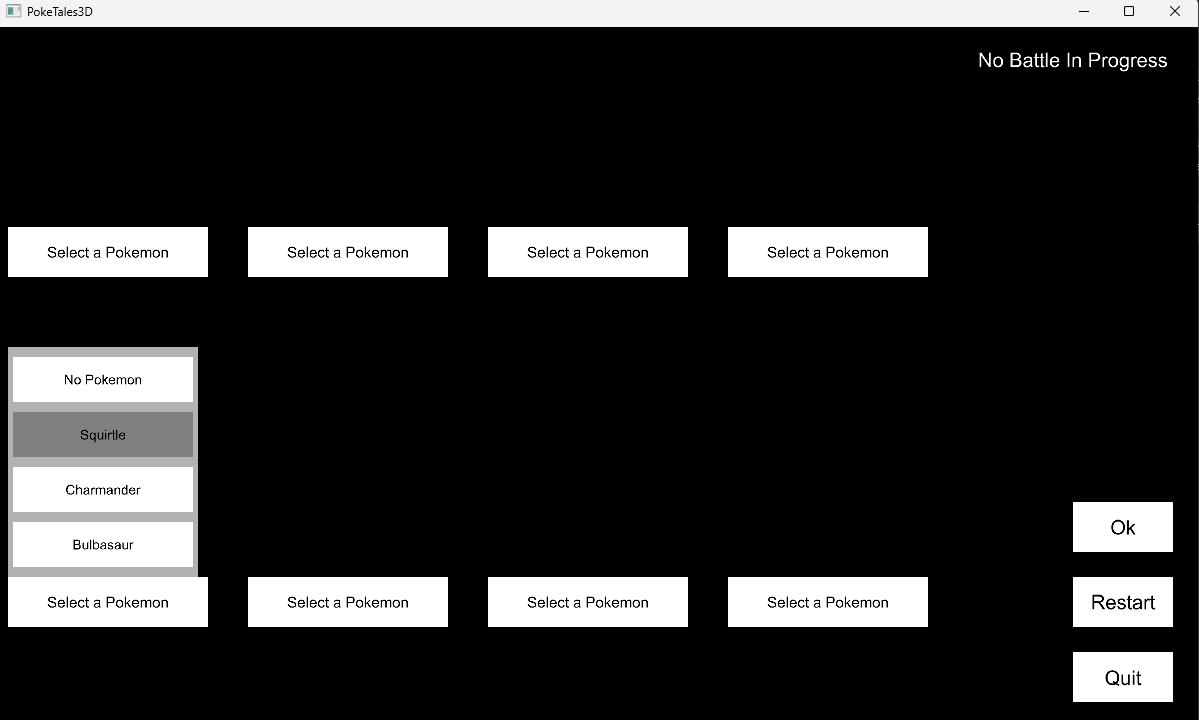 PokeTales3D
No Battle In Progress
Select a Pokemon
Select a Pokemon
Select a Pokemon
Select a Pokemon
No Pokemon
Squirtle
Charmander
Bulbasaur
Select a Pokemon
Select a Pokemon
Select a Pokemon
Select a Pokemon
Ok
Restart
Quit